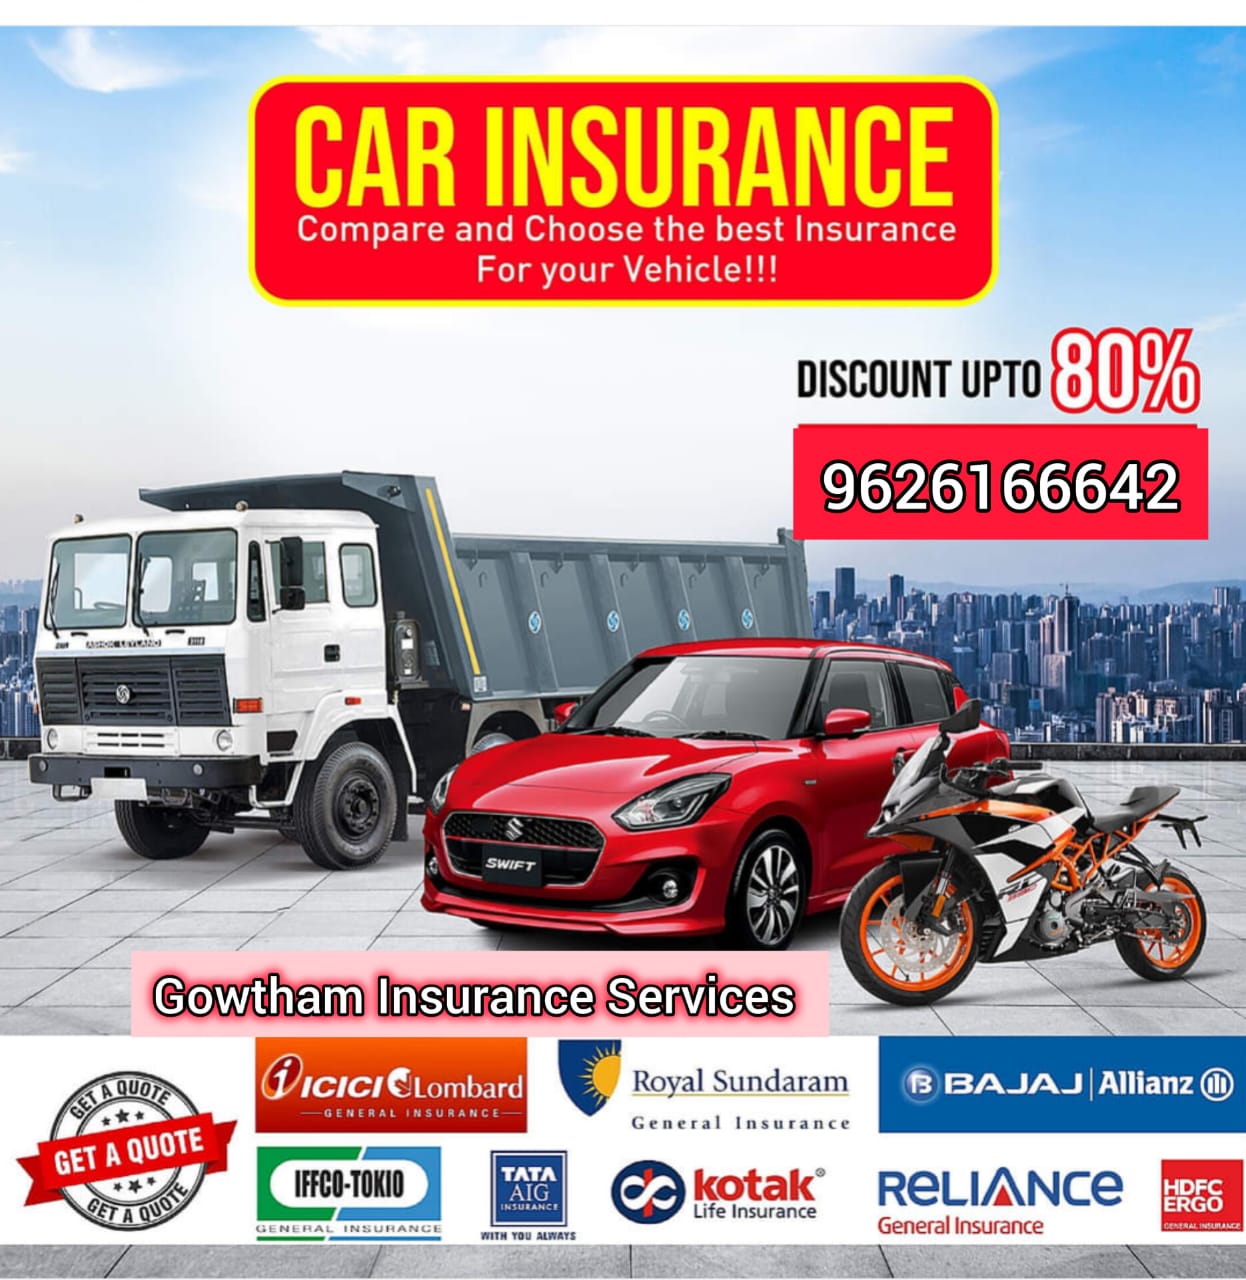 CAR INSURANCE
Compare and Choose the best Insurance
For your Vehicle!!!
DISCOUNT UPTO 80%
9626166642
ASHOK LEYLAND
SWIFT
Gowtham Insurance Services
GET A QUOTE
GET A QUOTE
GET A QUOTE
ICICI Lombard
GENERAL INSURANCE
Royal Sundaram
General Insurance
BAJAJ | Allianz
IFFCO-TOKIO
GENERAL INSURANCE
TATA
AIG
INSURANCE
WITH YOU ALWAYS
kotak®
Life Insurance
RELIANCE
General Insurance
HDFC
ERGO
GENERAL INSURANCE